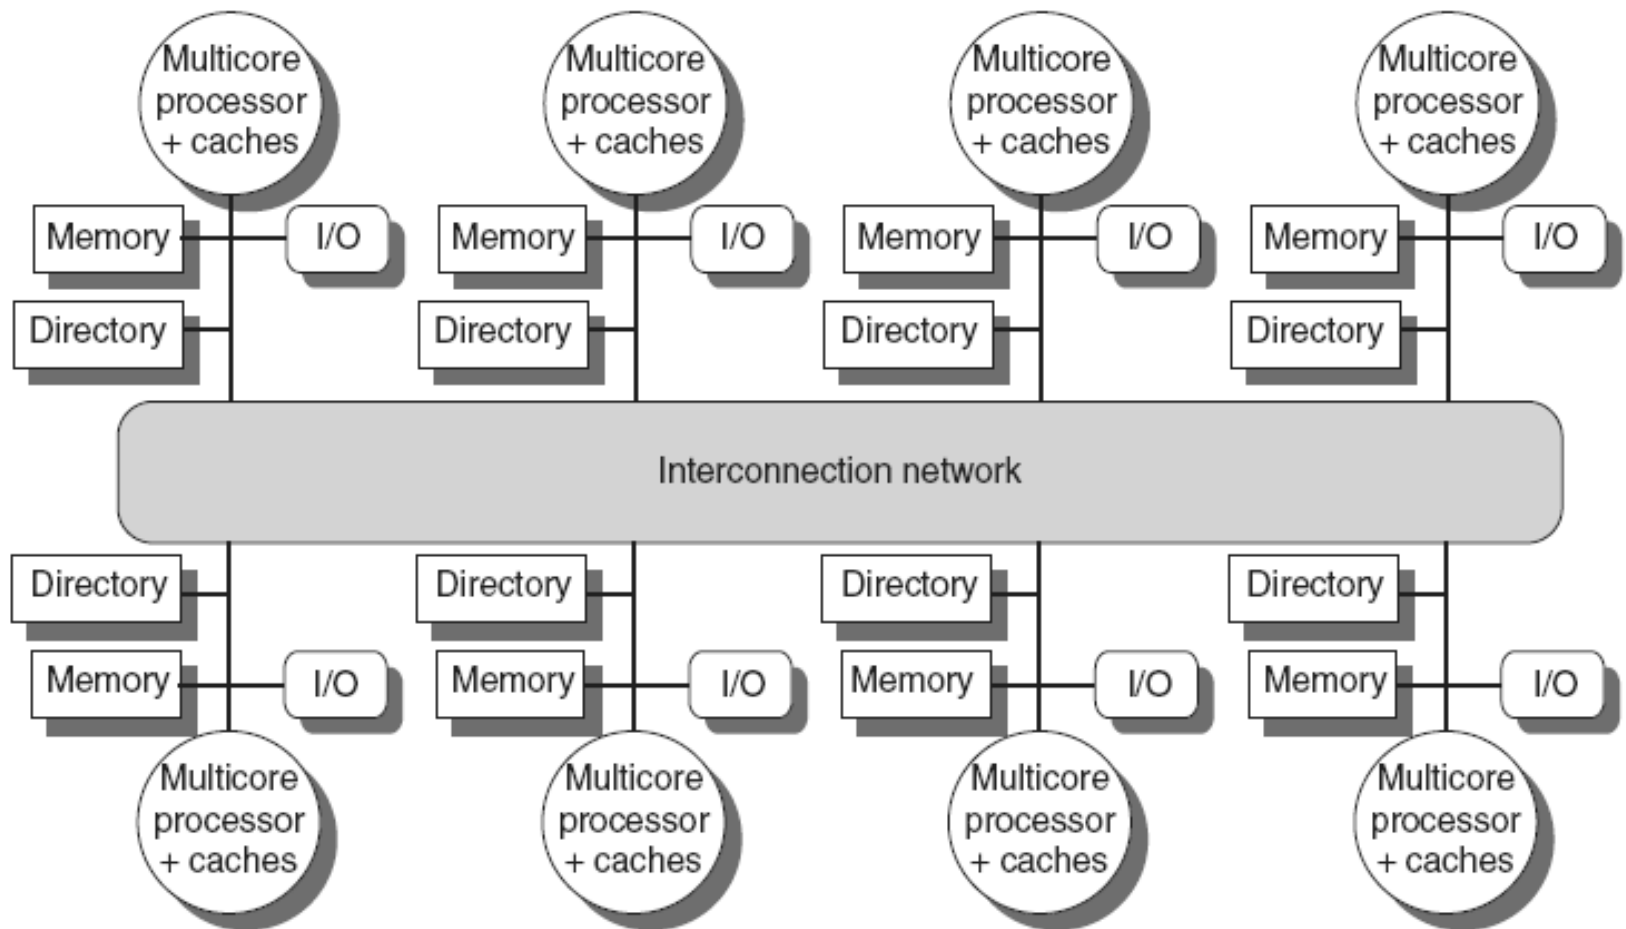 Multicore
processor
+ caches
Multicore
processor
+ caches
Multicore
processor
+ caches
Multicore
processor
+ caches
Memory
I/O
Memory
I/O
Memory
I/O
Memory
I/O
Directory
Directory
Directory
Directory
Interconnection network
Directory
Directory
Directory
Directory
Memory
I/O
Memory
I/O
Memory
I/O
Memory
I/O
Multicore
processor
+ caches
Multicore
processor
+ caches
Multicore
processor
+ caches
Multicore
processor
+ caches